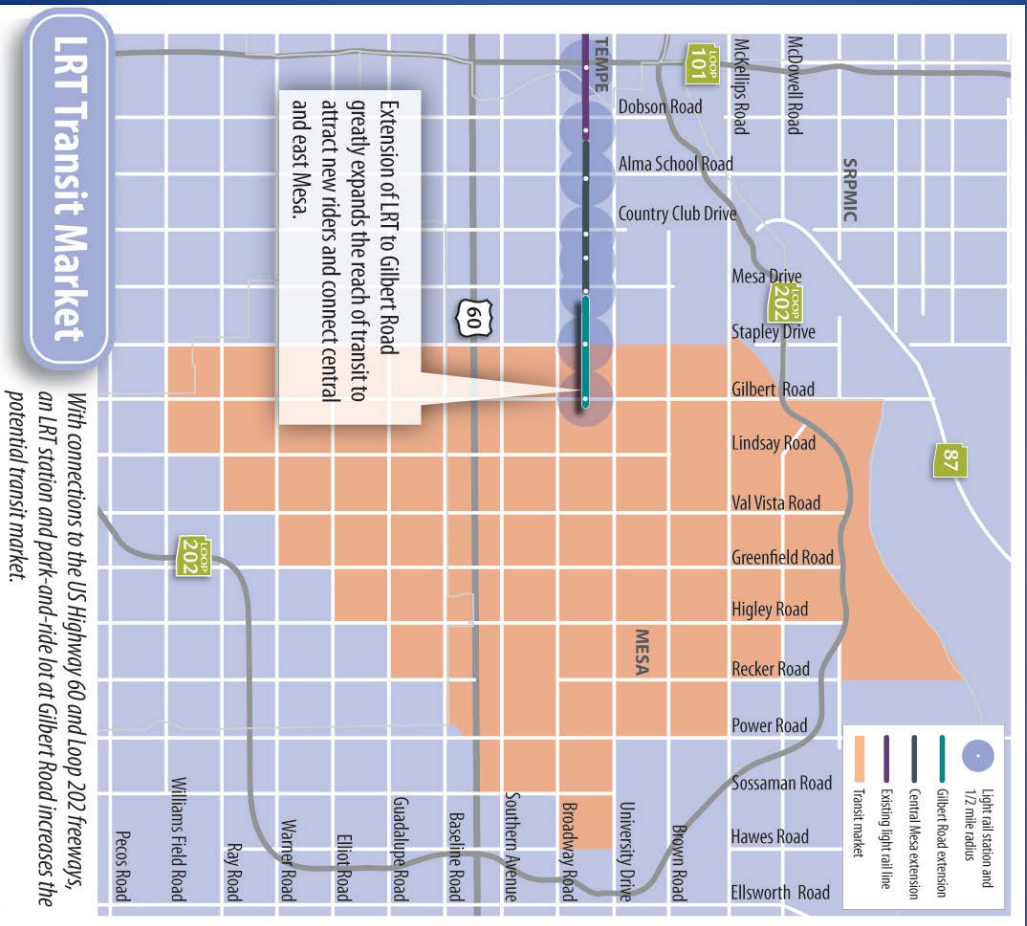 LRT Transit Market
With connections to the US Highway 60 and Loop 202 freeways,
an LRT station and park-and-ride lot at Gilbert Road increases the
potential transit market.
TEMPE
LOOP
101
McKellips Road
McDowell Road
SRPMIC
Dobson Road
Alma School Road
Country Club Drive
Mesa Drive
LOOP
202
Stapley Drive
Gilbert Road
Lindsay Road
Val Vista Road
Greenfield Road
Higley Road
Recker Road
Power Road
Sossaman Road
Hawes Road
Ellsworth Road
87
60
MESA
Extension of LRT to Gilbert Road
greatly expands the reach of transit to
attract new riders and connect central
and east Mesa.
LOOP
202
Brown Road
University Drive
Broadway Road
Southern Avenue
Baseline Road
Guadalupe Road
Elliot Road
Warner Road
Ray Road
Williams Field Road
Pecos Road
Light rail station and
1/2 mile radius
Gilbert Road extension
Central Mesa extension
Existing light rail line
Transit market